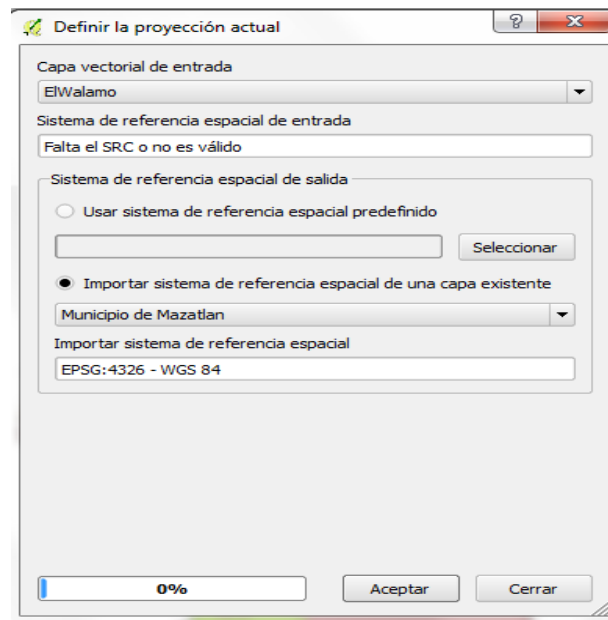 Definir la proyección actual
Capa vectorial de entrada
ElWalamo
Sistema de referencia espacial de entrada
Falta el SRC o no es válido
Sistema de referencia espacial de salida
Usar sistema de referencia espacial predefinido
Seleccionar
Importar sistema de referencia espacial de una capa existente
Municipio de Mazatlan
Importar sistema de referencia espacial
EPSG:4326 - WGS 84
0%
Aceptar
Cerrar